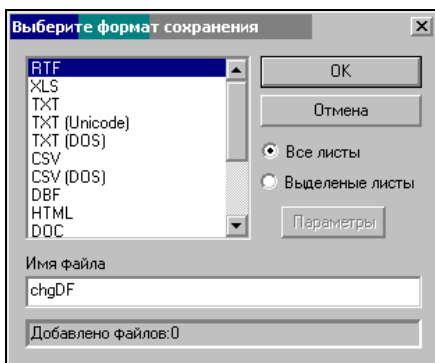 Выберите формат сохранения
RTF
XLS
TXT
TXT (Unicode)
TXT (DOS)
CSV
CSV (DOS)
DBF
HTML
DOC
OK
Отмена
Все листы
Выделеные листы
Параметры
Имя файла
chgDF
Добавлено файлов:0